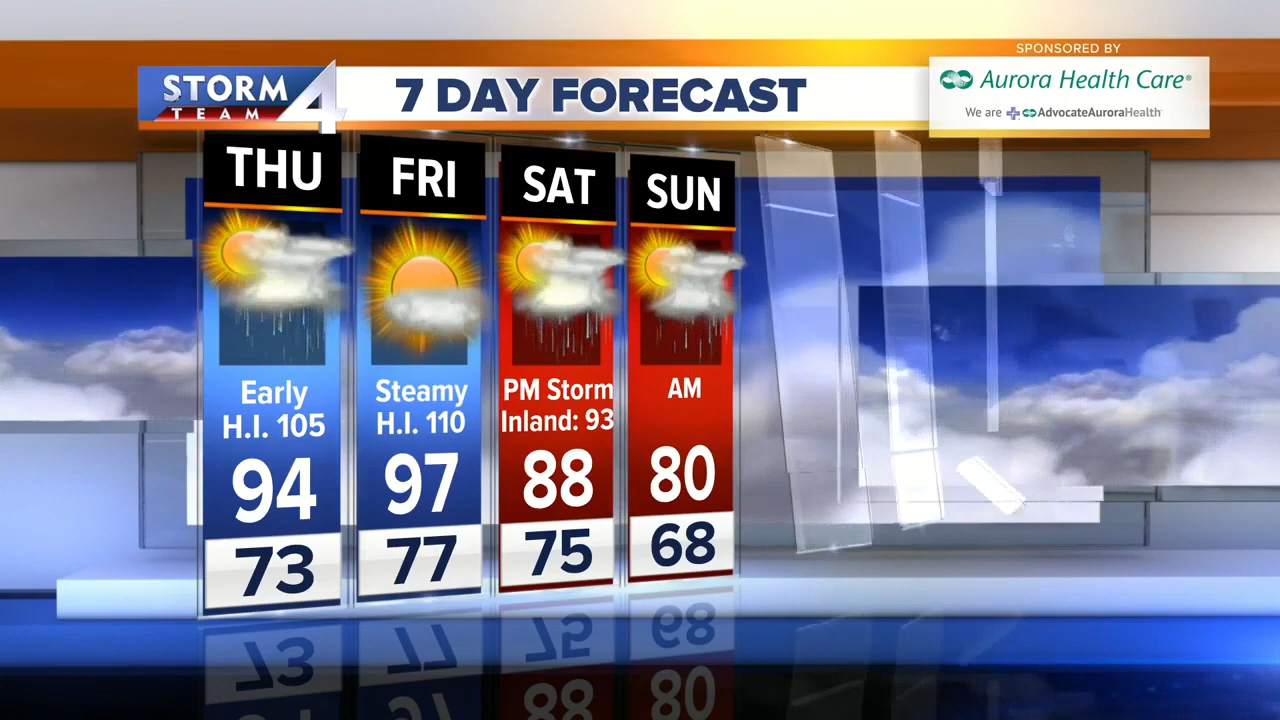 SPONSORED BY
Aurora Health Care®
We are AdvocateAuroraHealth
STORM
TEAM
4
7 DAY FORECAST
THU
Early
H.I. 105
94
73
FRI
Steamy
H.I. 110
97
77
SAT
PM Storm
Inland: 93
88
75
SUN
AM
80
68